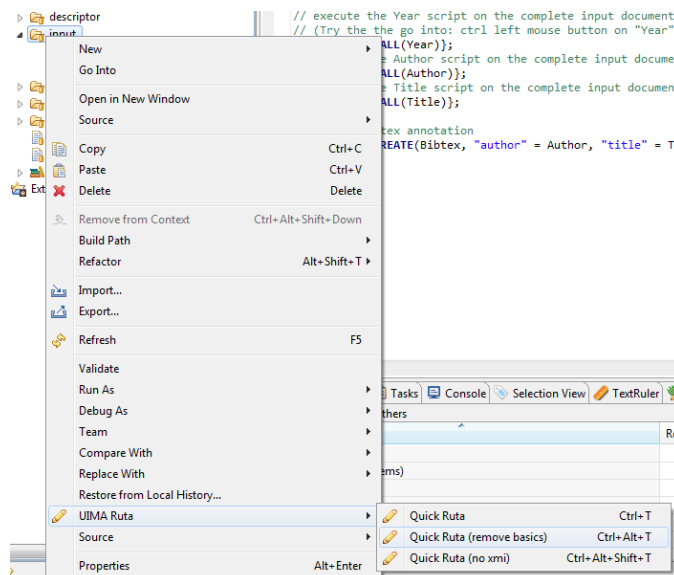 descriptor
input
// execute the Year script on the complete input document
// (Try the the go into: ctrl left mouse button on "Year"
ALL(Year)};
e Author script on the complete input docume
ALL(Author)};
e Title script on the complete input documen
ALL(Title)};
tex annotation
REATE(Bibtex, "author" = Author, "title" = T
Ext
New
Go Into
Open in New Window
Source
Copy Ctrl+C
Paste Ctrl+V
Delete Delete
Remove from Context Ctrl+Alt+Shift+Down
Build Path
Refactor Alt+Shift+T
Import...
Export...
Refresh F5
Validate
Run As
Debug As
Team
Compare With
Replace With
Restore from Local History...
UIMA Ruta
Source
Properties Alt+Enter
Tasks Console Selection View TextRuler
thers
R
ems)
Quick Ruta Ctrl+T
Quick Ruta (remove basics) Ctrl+Alt+T
Quick Ruta (no xmi) Ctrl+Alt+Shift+T